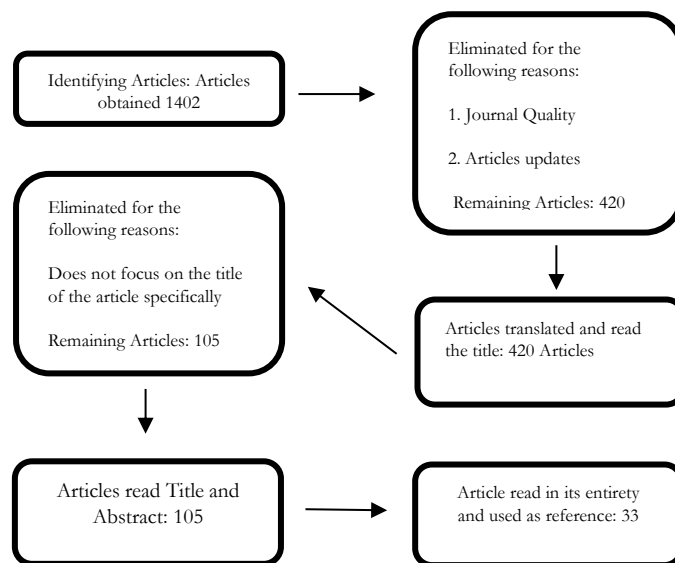 Identifying Articles: Articles
obtained 1402
Eliminated for the
following reasons:
1. Journal Quality
2. Articles updates
Remaining Articles: 420
Articles translated and read
the title: 420 Articles
Eliminated for the
following reasons:
Does not focus on the title
of the article specifically
Remaining Articles: 105
Articles read Title and
Abstract: 105
Article read in its entirety
and used as reference: 33